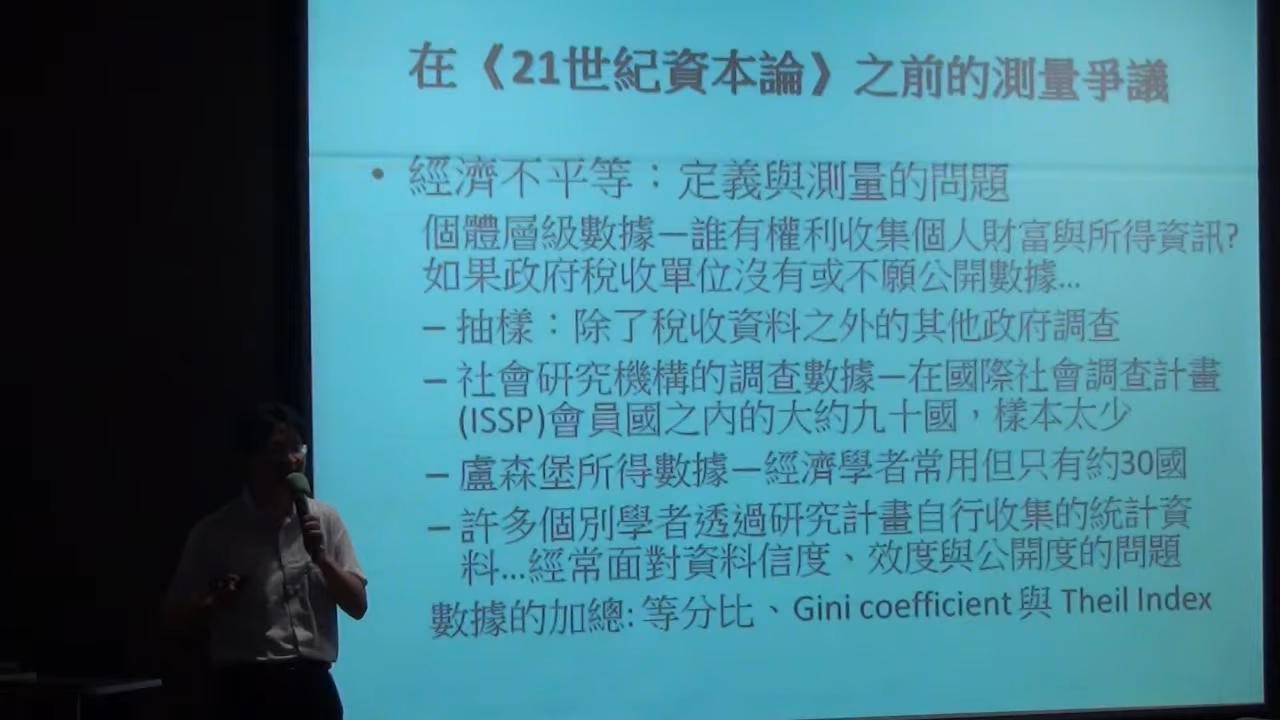 在《21世紀資本論》之前的測量爭議
• 經濟不平等：定義與測量的問題
個體層級數據－誰有權利收集個人財富與所得資訊?
如果政府稅收單位沒有或不願公開數據...
– 抽樣：除了稅收資料之外的其他政府調查
– 社會研究機構的調查數據－在國際社會調查計畫
(ISSP)會員國之內的大約九十國，樣本太少
– 盧森堡所得數據－經濟學者常用但只有約30國
– 許多個別學者透過研究計畫自行收集的統計資
料...經常面對資料信度、效度與公開度的問題
數據的加總: 等分比、Gini coefficient 與 Theil Index